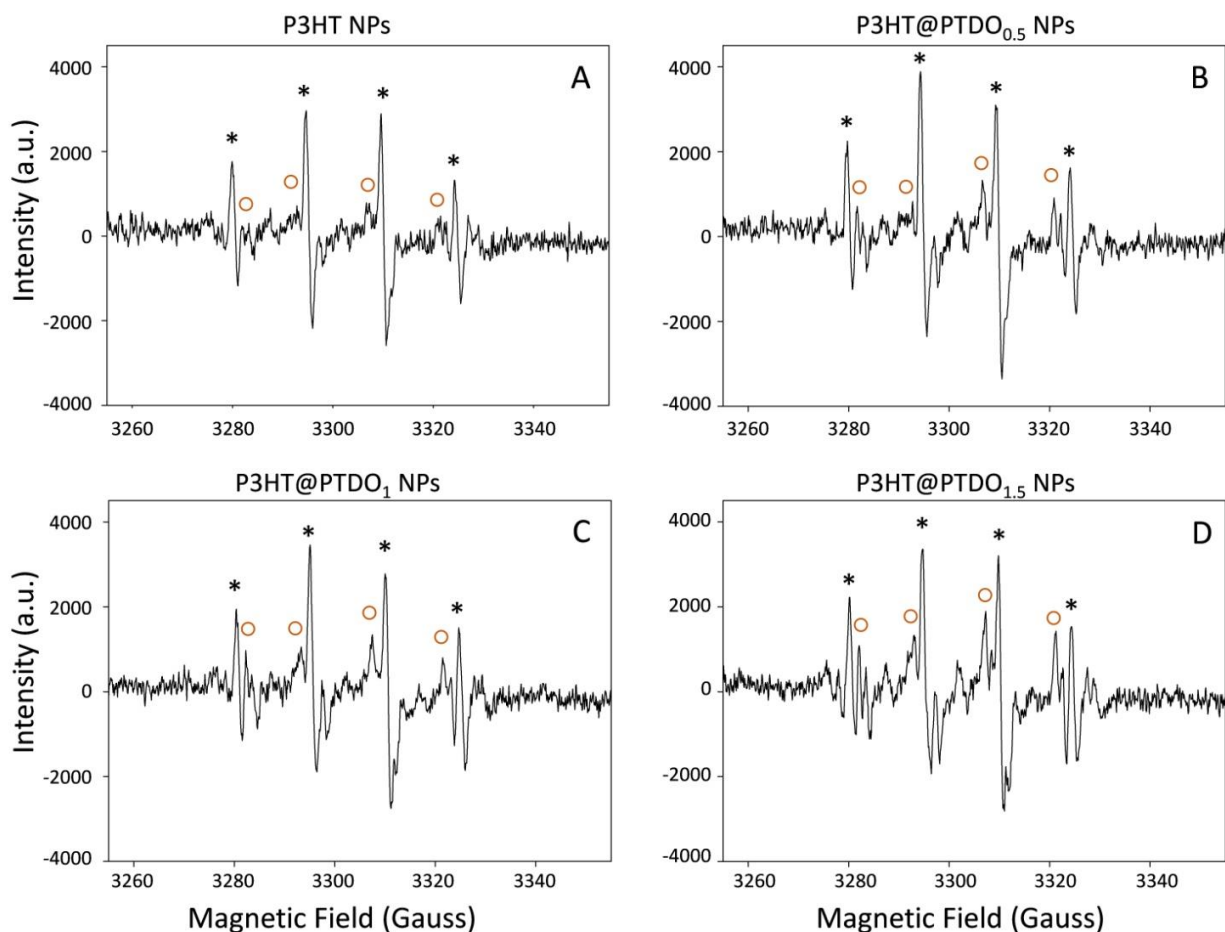 P3HT NPs
A
Intensity (a.u.)
4000
2000
0
-2000
-4000
3260 3280 3300 3320 3340
* * * *
P3HT@PTDO0.5 NPs
B
4000
2000
0
-2000
-4000
3260 3280 3300 3320 3340
* * * *
P3HT@PTDO1 NPs
C
Intensity (a.u.)
4000
2000
0
-2000
-4000
3260 3280 3300 3320 3340
* * * *
Magnetic Field (Gauss)
P3HT@PTDO1.5 NPs
D
4000
2000
0
-2000
-4000
3260 3280 3300 3320 3340
* * * *
Magnetic Field (Gauss)